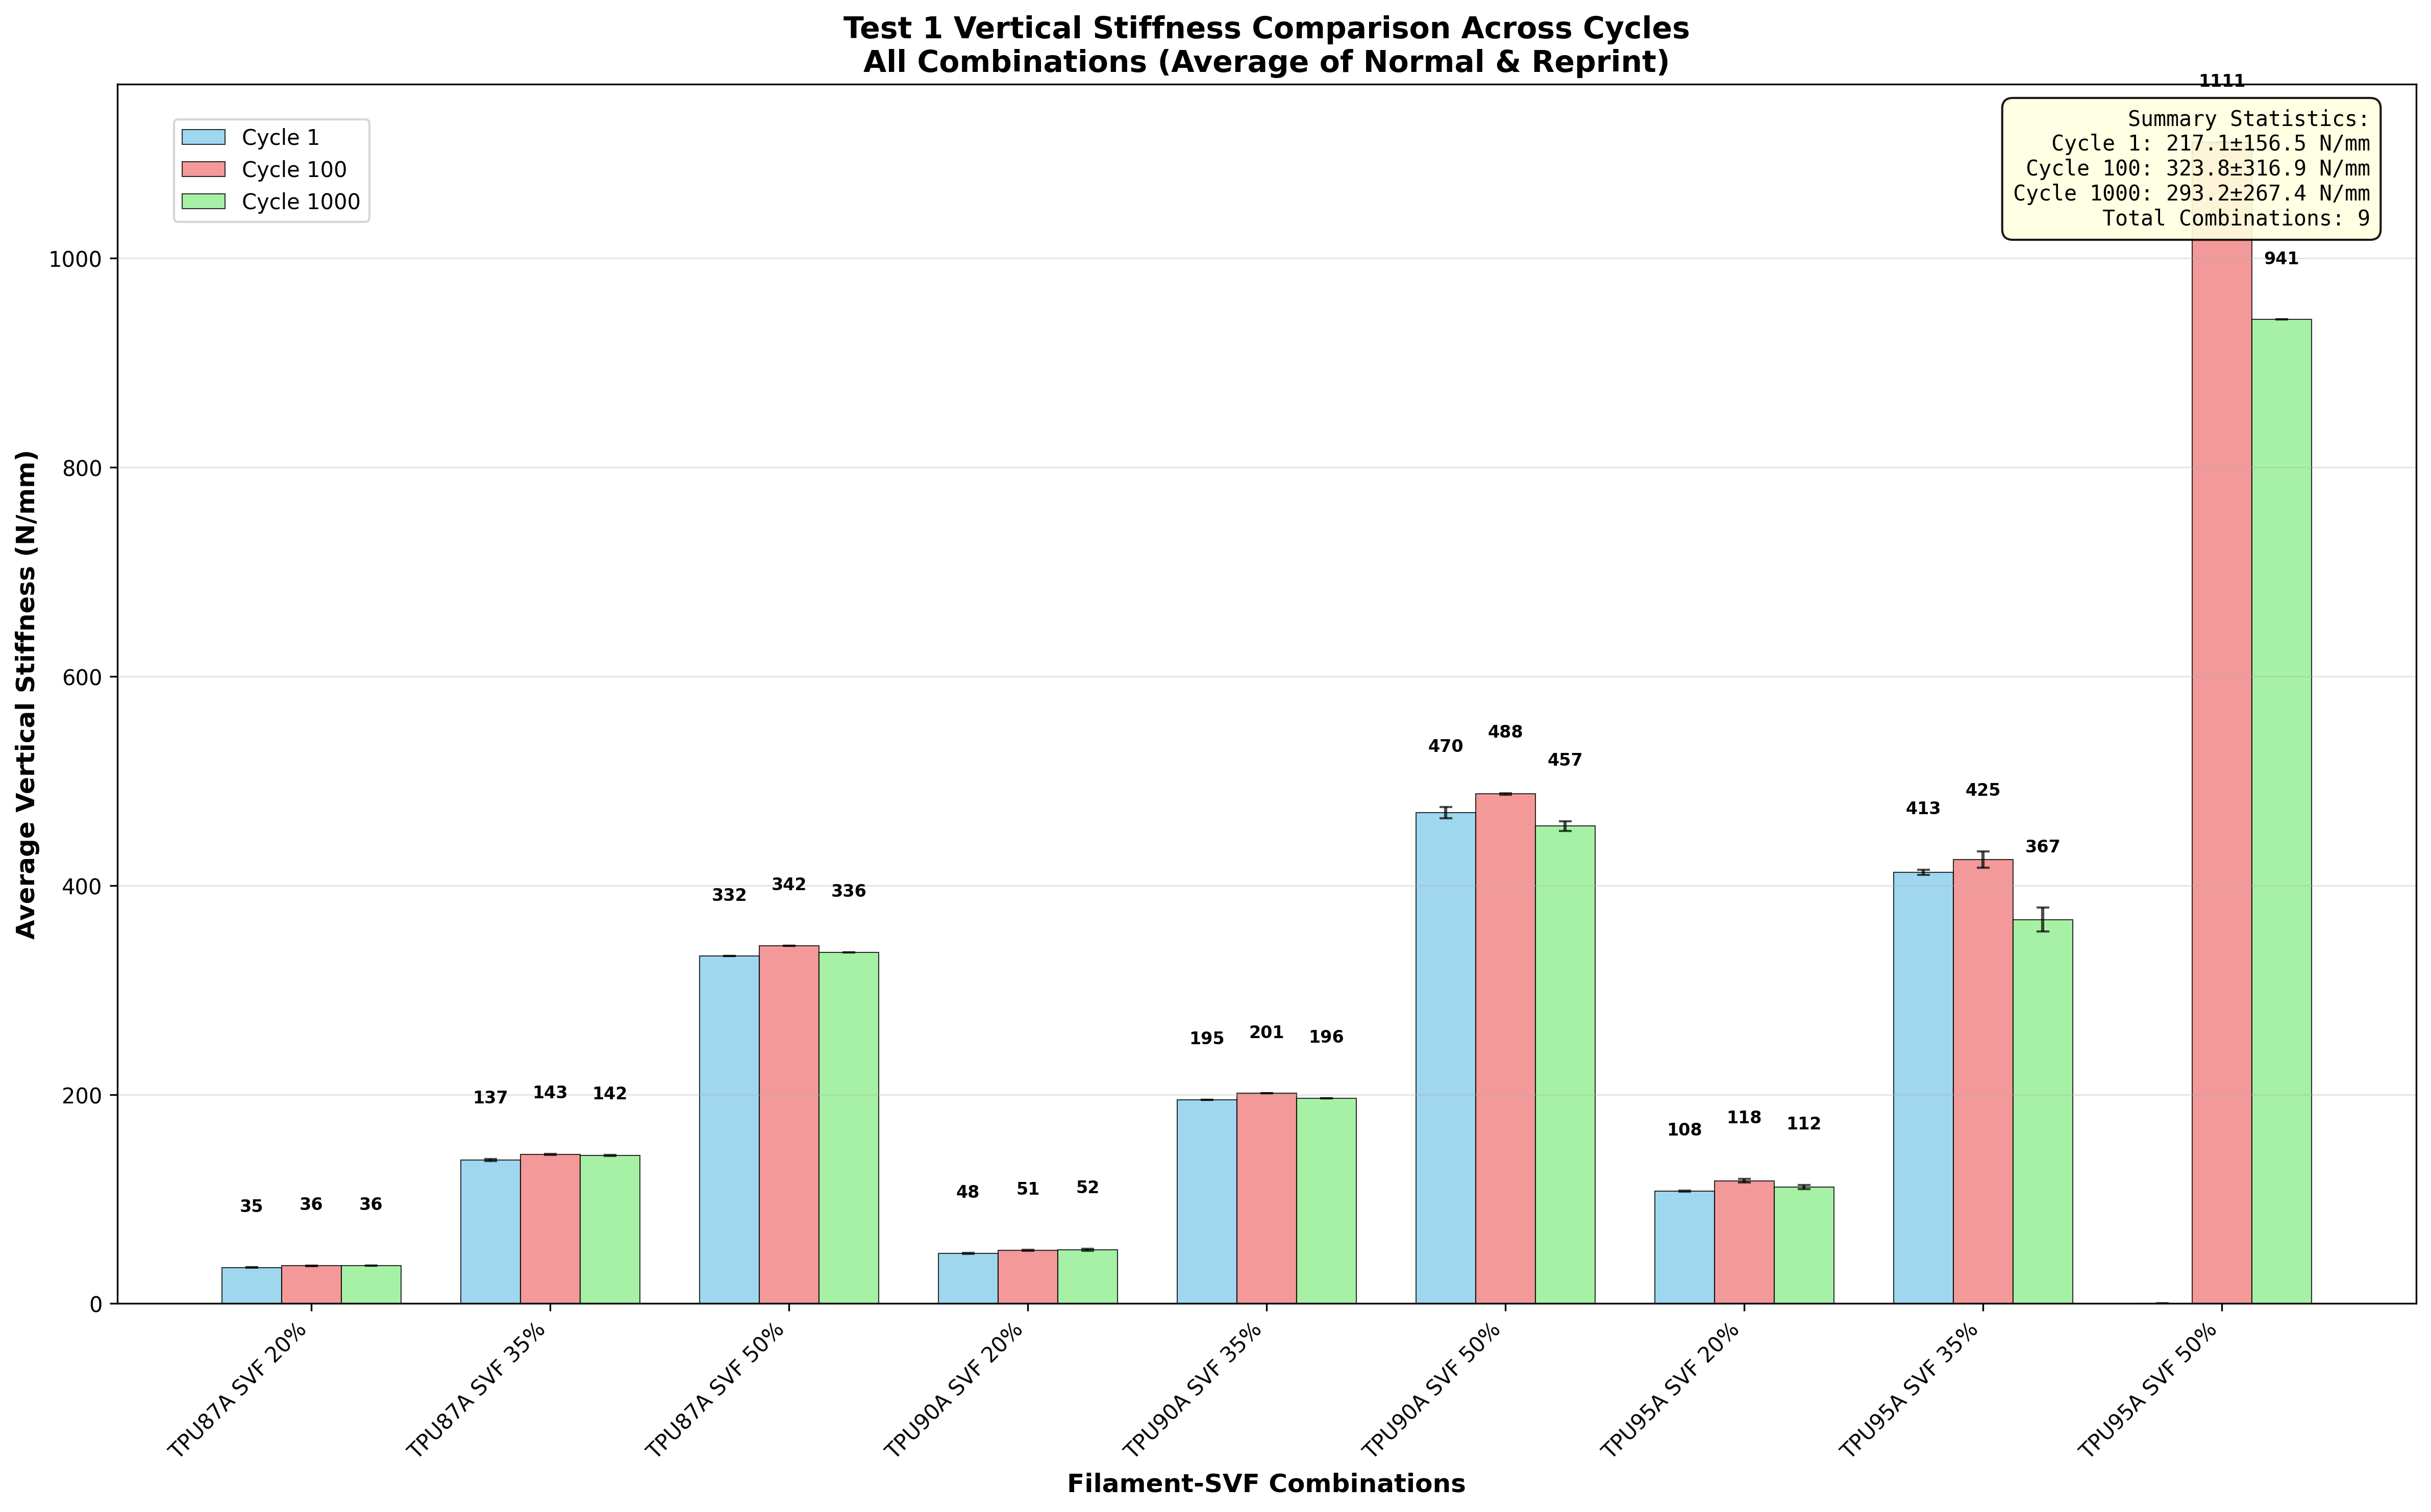 Test 1 Vertical Stiffness Comparison Across Cycles
All Combinations (Average of Normal & Reprint)
Cycle 1
Cycle 100
Cycle 1000
Summary Statistics:
Cycle 1: 217.1±156.5 N/mm
Cycle 100: 323.8±316.9 N/mm
Cycle 1000: 293.2±267.4 N/mm
Total Combinations: 9
Average Vertical Stiffness (N/mm)
1000
800
600
400
200
0
35 36 36
137 143 142
332 342 336
48 51 52
195 201 196
470 488 457
108 118 112
413 425 367
1111 941
TPU87A SVF 20%
TPU87A SVF 35%
TPU87A SVF 50%
TPU90A SVF 20%
TPU90A SVF 35%
TPU90A SVF 50%
TPU95A SVF 20%
TPU95A SVF 35%
TPU95A SVF 50%
Filament-SVF Combinations